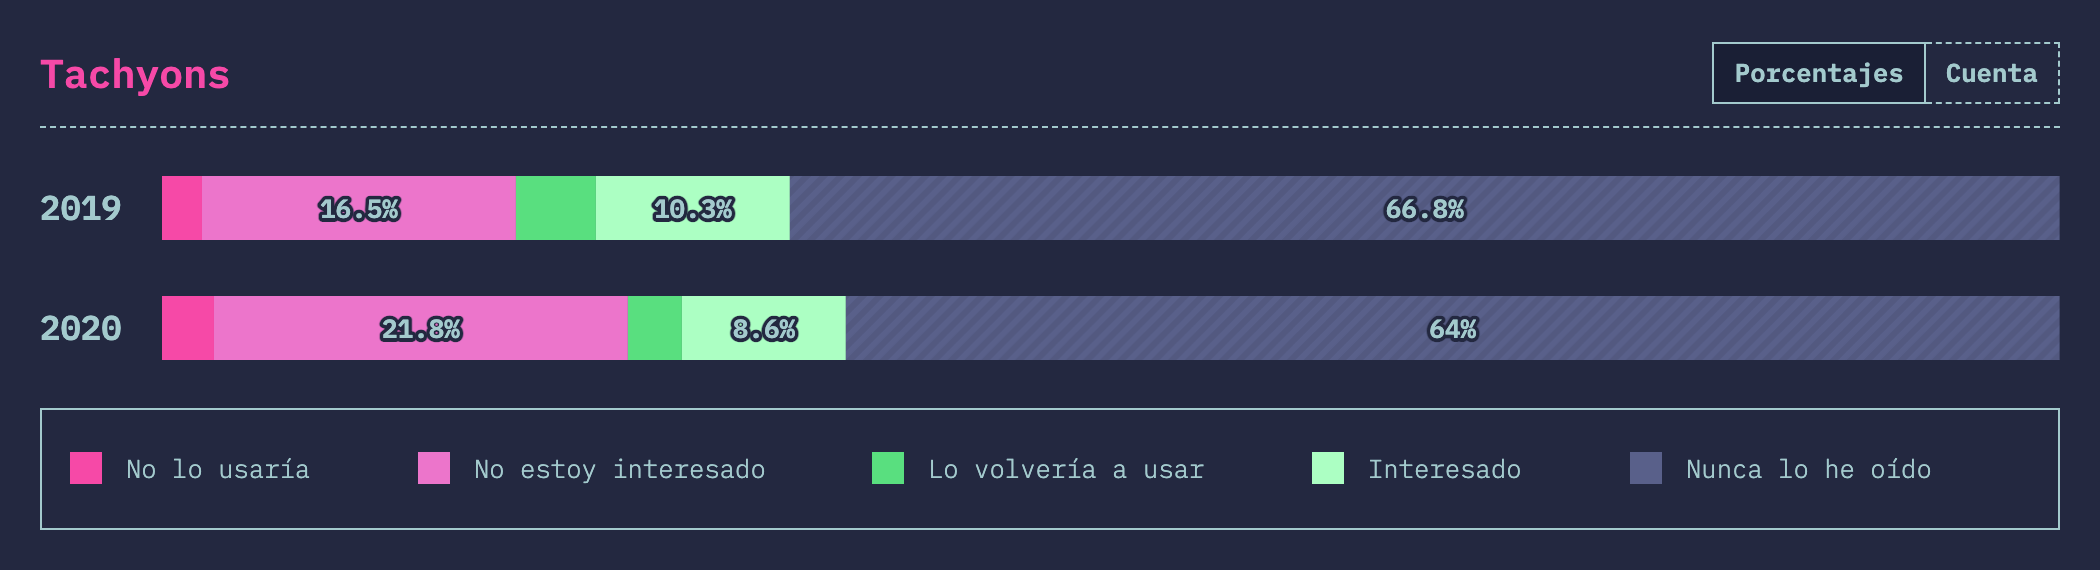 Tachyons
Porcentajes Cuenta
2019 16.5% 10.3% 66.8%
2020 21.8% 8.6% 64%
No lo usaría No estoy interesado Lo volvería a usar Interesado Nunca lo he oído